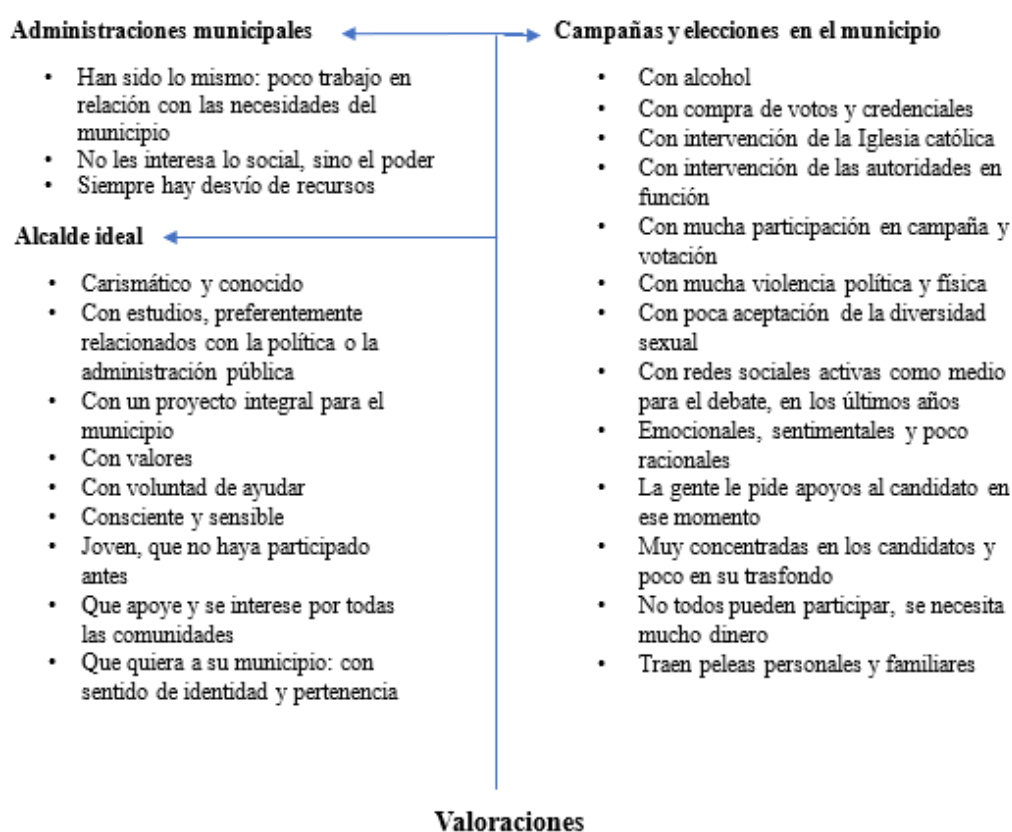 Administraciones municipales
• Han sido lo mismo: poco trabajo en
relación con las necesidades del
municipio
• No les interesa lo social, sino el poder
• Siempre hay desvío de recursos
Alcalde ideal
• Carismático y conocido
• Con estudios, preferentemente
relacionados con la política o la
administración pública
• Con un proyecto integral para el
municipio
• Con valores
• Con voluntad de ayudar
• Consciente y sensible
• Joven, que no haya participado
antes
• Que apoye y se interese por todas
las comunidades
• Que quiera a su municipio: con
sentido de identidad y pertenencia
Campañas y elecciones en el municipio
• Con alcohol
• Con compra de votos y credenciales
• Con intervención de la Iglesia católica
• Con intervención de las autoridades en
función
• Con mucha participación en campaña y
votación
• Con mucha violencia política y física
• Con poca aceptación de la diversidad
sexual
• Con redes sociales activas como medio
para el debate, en los últimos años
• Emocionales, sentimentales y poco
racionales
• La gente le pide apoyos al candidato en
ese momento
• Muy concentradas en los candidatos y
poco en su trasfondo
• No todos pueden participar, se necesita
mucho dinero
• Traen peleas personales y familiares
Valoraciones